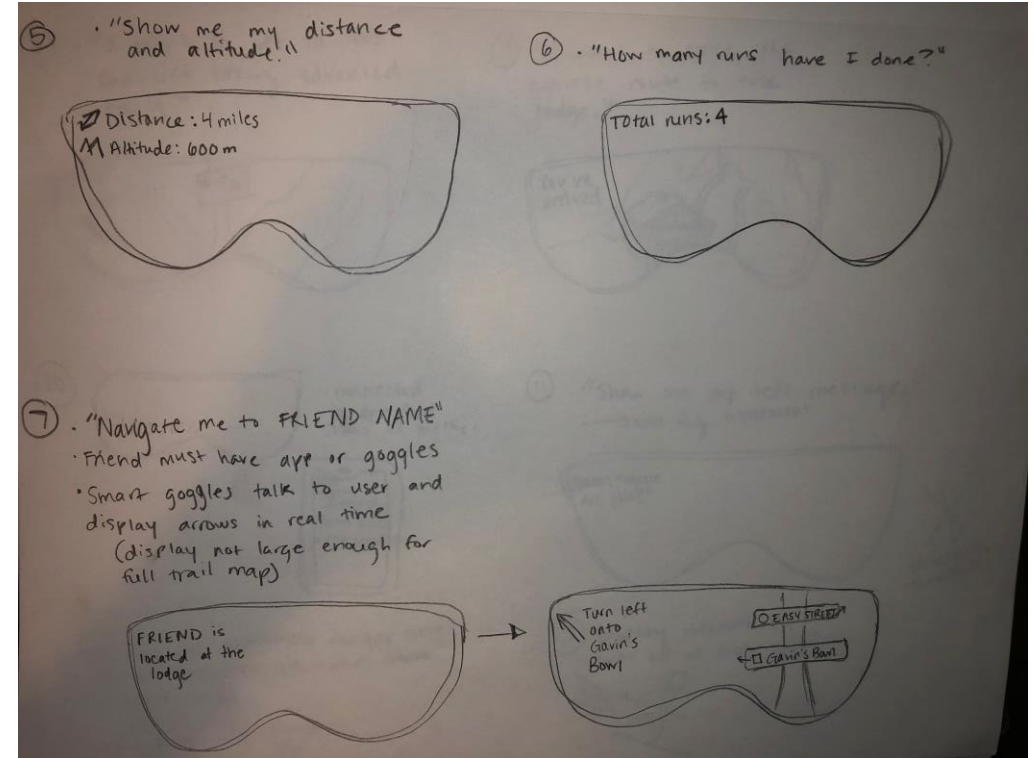 5 . "Show me my distance
and altitude."
Distance: 4 miles
Altitude: 600 m
6 . "How many runs have I done?"
Total runs: 4
7 . "Navigate me to FRIEND NAME"
· Friend must have app or goggles
· Smart goggles talk to user and
display arrows in real time
(display not large enough for
full trail map)
FRIEND is
located at the
lodge
Turn left
onto
Gavin's
Bowl
EASY STREET
Gavin's Bowl